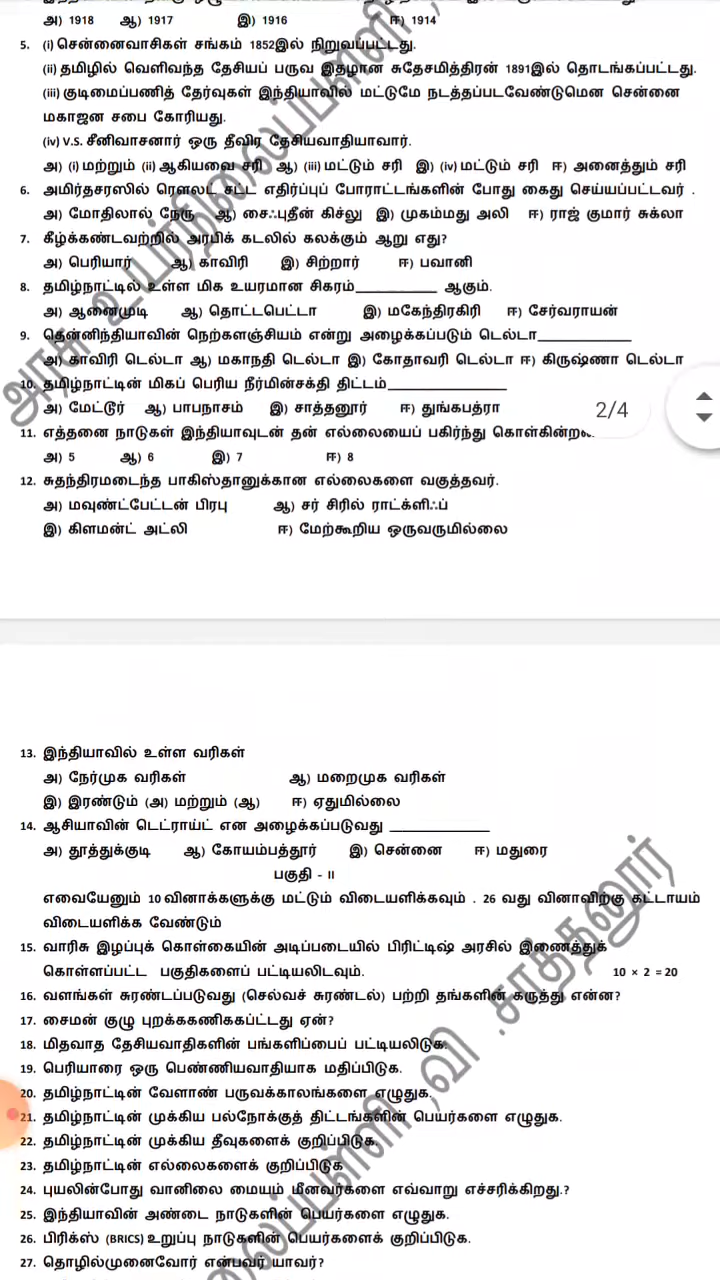 அ) 1918 ஆ) 1917 இ) 1916 ஈ) 1914
5. (i) சென்னைவாசிகள் சங்கம் 1852இல் நிறுவப்பட்டது.
(ii) தமிழில் வெளிவந்த தேசியப் பருவ இதழான சுதேசமித்திரன் 1891இல் தொடங்கப்பட்டது.
(iii) குடிமைப்பணித் தேர்வுகள் இந்தியாவில் மட்டுமே நடத்தப்படவேண்டுமென சென்னை
மகாஜன சபை கோரியது.
(iv) V.S. சீனிவாசனார் ஒரு தீவிர தேசியவாதியாவார்.
அ) (i) மற்றும் (ii) ஆகியவை சரி ஆ) (iii) மட்டும் சரி இ) (iv) மட்டும் சரி ஈ) அனைத்தும் சரி
6. அமிர்தசரஸில் ரௌலட் சட்ட எதிர்ப்புப் போராட்டங்களின் போது கைது செய்யப்பட்டவர் .
அ) மோதிலால் நேரு ஆ) சைஃபுதீன் கிச்லு இ) முகம்மது அலி ஈ) ராஜ் குமார் சுக்லா
7. கீழ்க்கண்டவற்றில் அரபிக் கடலில் கலக்கும் ஆறு எது?
அ) பெரியார் ஆ) காவிரி இ) சிற்றார் ஈ) பவானி
8. தமிழ்நாட்டில் உள்ள மிக உயரமான சிகரம்__________ ஆகும்.
அ) ஆனைமுடி ஆ) தொட்டபெட்டா இ) மகேந்திரகிரி ஈ) சேர்வராயன்
9. தென்னிந்தியாவின் நெற்களஞ்சியம் என்று அழைக்கப்படும் டெல்டா____________
அ) காவிரி டெல்டா ஆ) மகாநதி டெல்டா இ) கோதாவரி டெல்டா ஈ) கிருஷ்ணா டெல்டா
10. தமிழ்நாட்டின் மிகப் பெரிய நீர்மின்சக்தி திட்டம்_______________
அ) மேட்டூர் ஆ) பாபநாசம் இ) சாத்தனூர் ஈ) துங்கபத்ரா 2/4
11. எத்தனை நாடுகள் இந்தியாவுடன் தன் எல்லையைப் பகிர்ந்து
அ) 5 ஆ) 6 இ) 7 ஈ) 8
12. சுதந்திரமடைந்த பாகிஸ்தானுக்கான எல்லைகளை வகுத்தவர்.
அ) மவுண்ட்பேட்டன் பிரபு ஆ) சர் சிரில் ராட்க்ளிஃப்
இ) கிளமன்ட் அட்லி ஈ) மேற்கூறிய ஒருவருமில்லை
13. இந்தியாவில் உள்ள வரிகள்
அ) நேர்முக வரிகள் ஆ) மறைமுக வரிகள்
இ) இரண்டும் (அ) மற்றும் (ஆ) ஈ) ஏதுமில்லை
14. ஆசியாவின் டெட்ராய்ட் என அழைக்கப்படுவது _____________
அ) தூத்துக்குடி ஆ) கோயம்பத்தூர் இ) சென்னை ஈ) மதுரை
பகுதி - II
எவையேனும் 10 வினாக்களுக்கு மட்டும் விடையளிக்கவும் . 26 வது வினாவிற்கு கட்டாயம்
விடையளிக்க வேண்டும்
15. வாரிசு இழப்புக் கொள்கையின் அடிப்படையில் பிரிட்டிஷ் அரசில் இணைத்துக்
கொள்ளப்பட்ட பகுதிகளைப் பட்டியலிடவும். 10 × 2 = 20
16. வளங்கள் சுரண்டப்படுவது (செல்வச் சுரண்டல்) பற்றி தங்களின் கருத்து என்ன?
17. சைமன் குழு புறக்ககணிககப்ட்டது ஏன்?
18. மிதவாத தேசியவாதிகளின் பங்களிப்பைப் பட்டியலிடுக.
19. பெரியாரை ஒரு பெண்ணியவாதியாக மதிப்பிடுக.
20. தமிழ்நாட்டின் வேளாண் பருவக்காலங்களை எழுதுக.
21. தமிழ்நாட்டின் முக்கிய பல்நோக்குத் திட்டங்களின் பெயர்களை எழுதுக.
22. தமிழ்நாட்டின் முக்கிய தீவுகளைக் குறிப்பிடுக.
23. தமிழ்நாட்டின் எல்லைகளைக் குறிப்பிடுக
24. புயலின்போது வானிலை மையம் மீனவர்களை எவ்வாறு எச்சரிக்கிறது.?
25. இந்தியாவின் அண்டை நாடுகளின் பெயர்களை எழுதுக.
26. பிரிக்ஸ் (BRICS) உறுப்பு நாடுகளின் பெயர்களைக் குறிப்பிடுக.
27. தொழில்முனைவோர் என்பவர் யாவர்?
அரசு உயர்நிலைப்பள்ளி ,வி .சாத்தனூர்